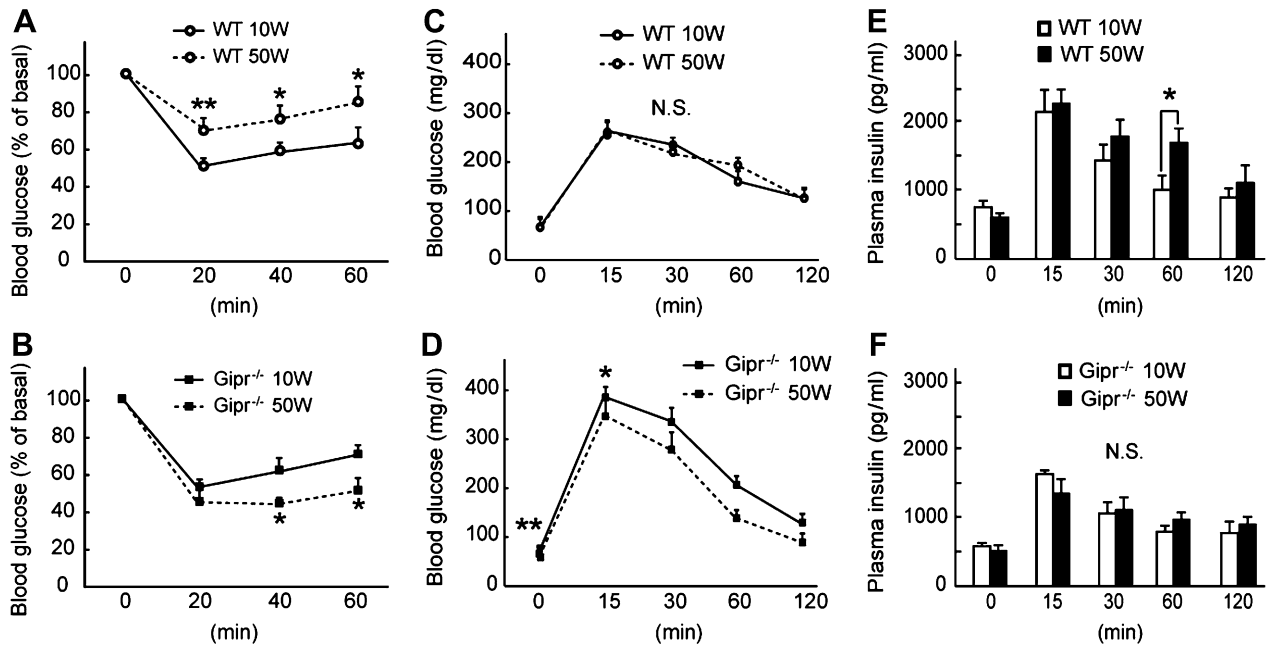 A
WT 10W
WT 50W
Blood glucose (% of basal)
100
80
60
40
20
0
**
*
*
0 20 40 60
(min)
C
WT 10W
WT 50W
Blood glucose (mg/dl)
400
300
200
100
0
N.S.
0 15 30 60 120
(min)
E
WT 10W
WT 50W
Plasma insulin (pg/ml)
3000
2000
1000
0
*
0 15 30 60 120
(min)
B
Gipr-/- 10W
Gipr-/- 50W
Blood glucose (% of basal)
100
80
60
40
20
0
*
*
0 20 40 60
(min)
D
Gipr-/- 10W
Gipr-/- 50W
Blood glucose (mg/dl)
400
300
200
100
0
*
**
0 15 30 60 120
(min)
F
Gipr-/- 10W
Gipr-/- 50W
Plasma insulin (pg/ml)
3000
2000
1000
0
N.S.
0 15 30 60 120
(min)